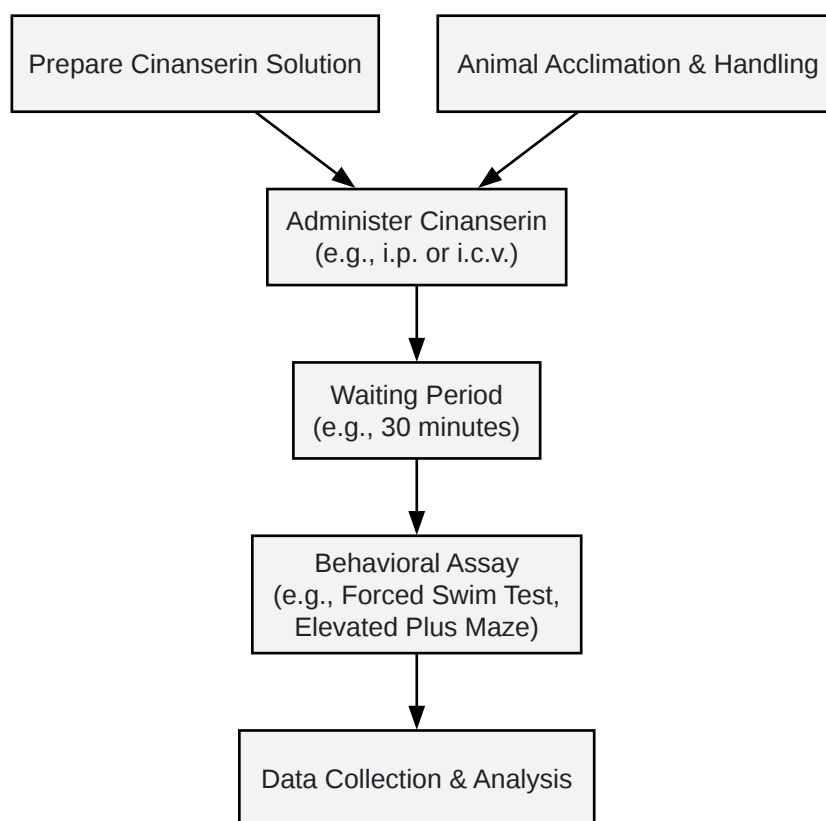 Prepare Cinanserin Solution
Animal Acclimation & Handling
Administer Cinanserin
(e.g., i.p. or i.c.v.)
Waiting Period
(e.g., 30 minutes)
Behavioral Assay
(e.g., Forced Swim Test,
Elevated Plus Maze)
Data Collection & Analysis